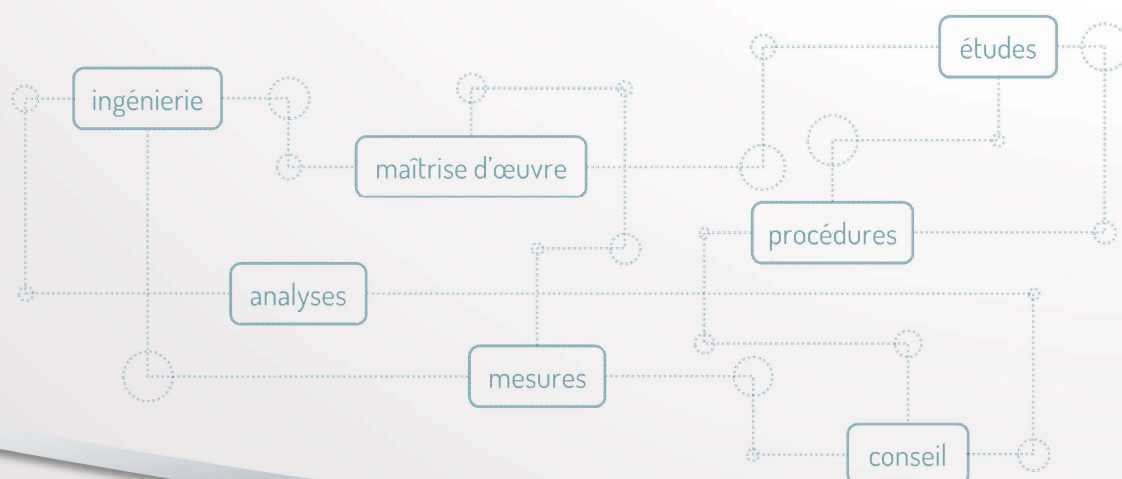 études
ingénierie
maîtrise d'œuvre
procédures
analyses
mesures
conseil